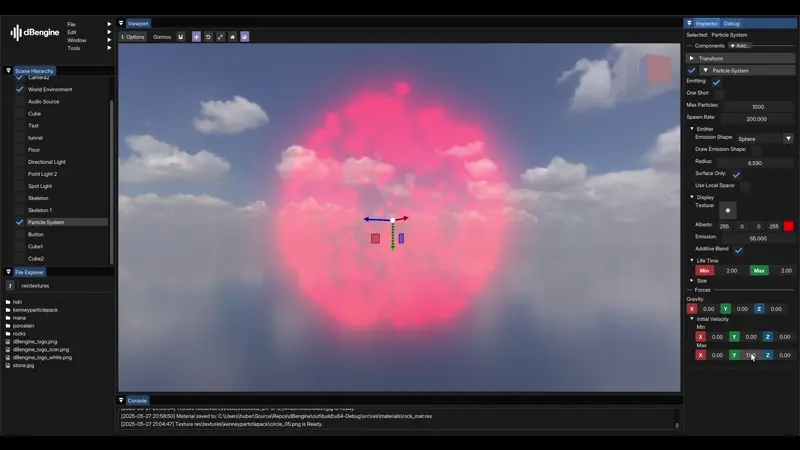 dBengine
File
Edit
Window
Tools
Scene Hierarchy
Camera2
World Environment
Audio Source
Cube
Text
tunnel
Floor
Directional Light
Point Light 2
Spot Light
Skeleton
Skeleton 1
Particle System
Button
Cube1
Cube2
File Explorer
res\textures
hdri
kenneyparticlepack
maria
porcelain
rocks
dBengine_logo.png
dBengine_logo_icon.png
dBengine_logo_white.png
stone.jpg
Viewport
Options
Gizmos:
Console
[2025-05-27 20:58:50] Material saved to: C:\Users\huber\Source\Repos\dBengine\out\build\x64-Debug\src\res\materials\rock_mat.res
[2025-05-27 21:04:47] Texture res\textures\kenneyparticlepack\circle_05.png is Ready.
Inspector Debug
Selected: Particle System
Components + Add...
Transform
Particle System
Emitting:
One Shot:
Max Particles: 1000
Spawn Rate: 200.000
Emitter
Emission Shape: Sphere
Draw Emission Shape:
Radius: 6.590
Surface Only:
Use Local Space:
Display
Texture:
Albedo: 255 0 0 255
Emission: 55.000
Additive Blend
Life Time
Min 2.00 Max 2.00
Size
Forces
Gravity:
X 0.00 Y 0.00 Z 0.00
Initial Velocity
Min
X 0.00 Y 0.00 Z 0.00
Max
X 0.00 Y Z 0.00